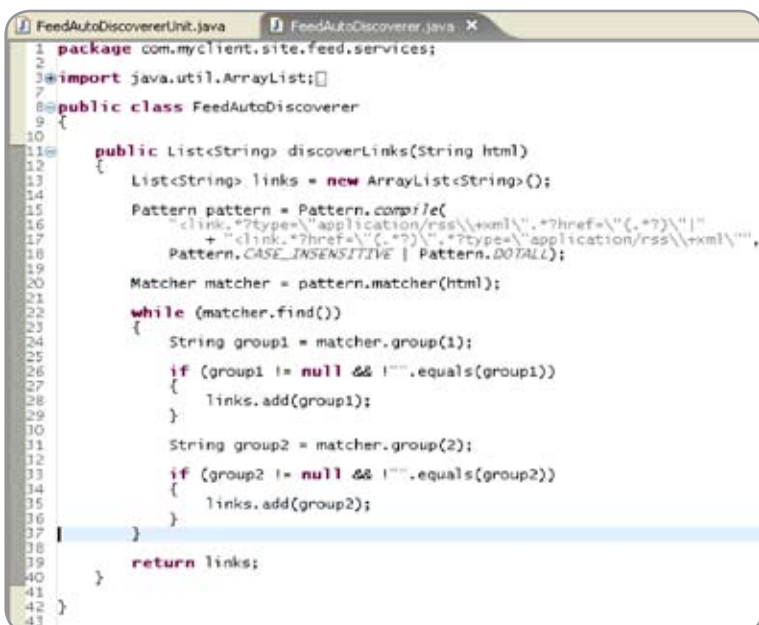 FeedAutoDiscovererUnit.java FeedAutoDiscoverer.java
1 package com.myclient.site.feed.services;
2
3 import java.util.ArrayList;
7
8 public class FeedAutoDiscoverer
9 {
10
11 public List<String> discoverLinks(String html)
12 {
13 List<String> links = new ArrayList<String>();
14
15 Pattern pattern = Pattern.compile(
16 "<link.*?type=\"application/rss\\+xml\".*?href=\"(.*?)\"|"
17 + "<link.*?href=\"(.*?)\".*?type=\"application/rss\\+xml\"",
18 Pattern.CASE_INSENSITIVE | Pattern.DOTALL);
19
20 Matcher matcher = pattern.matcher(html);
21
22 while (matcher.find())
23 {
24 String group1 = matcher.group(1);
25
26 if (group1 != null && !"".equals(group1))
27 {
28 links.add(group1);
29 }
30
31 String group2 = matcher.group(2);
32
33 if (group2 != null && !"".equals(group2))
34 {
35 links.add(group2);
36 }
37 }
38
39 return links;
40 }
41
42 }
43